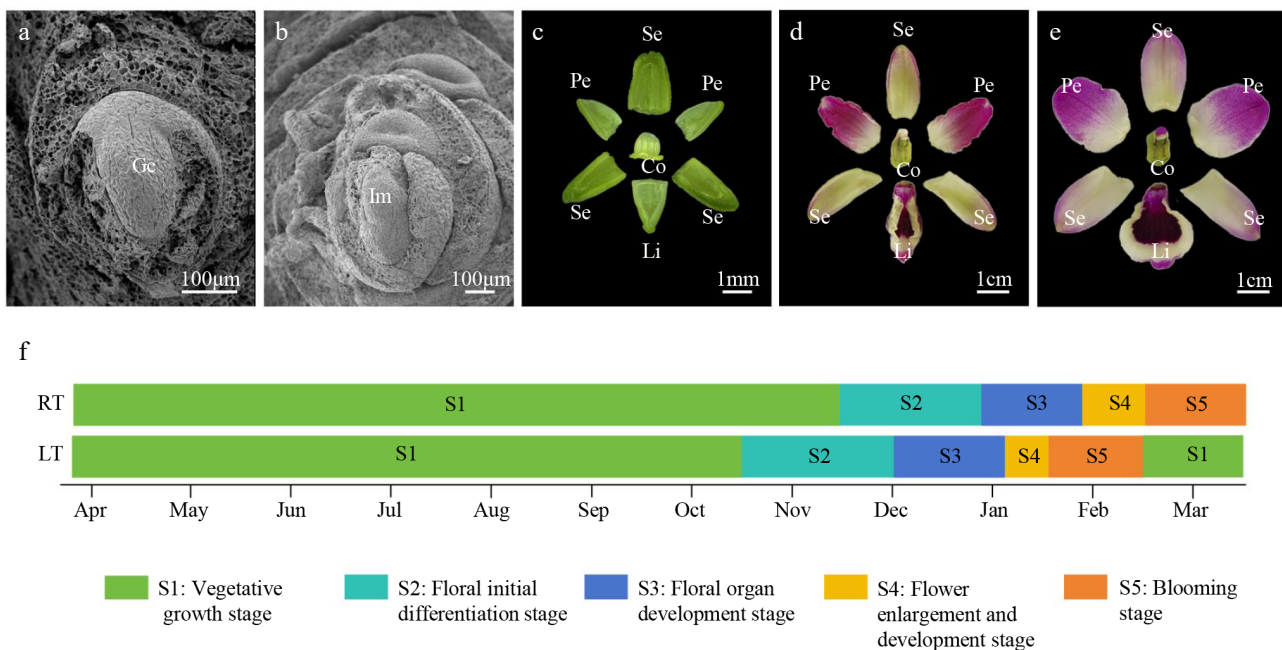 a
Gc
100μm
b
Im
100μm
c
Se
Pe
Pe
Co
Se
Se
Li
1mm
d
Se
Pe
Pe
Co
Se
Se
Li
1cm
e
Se
Pe
Pe
Co
Se
Se
Li
1cm
f
RT S1 S2 S3 S4 S5
LT S1 S2 S3 S4 S5 S1
Apr May Jun Jul Aug Sep Oct Nov Dec Jan Feb Mar
S1: Vegetative
growth stage
S2: Floral initial
differentiation stage
S3: Floral organ
development stage
S4: Flower
enlargement and
development stage
S5: Blooming
stage